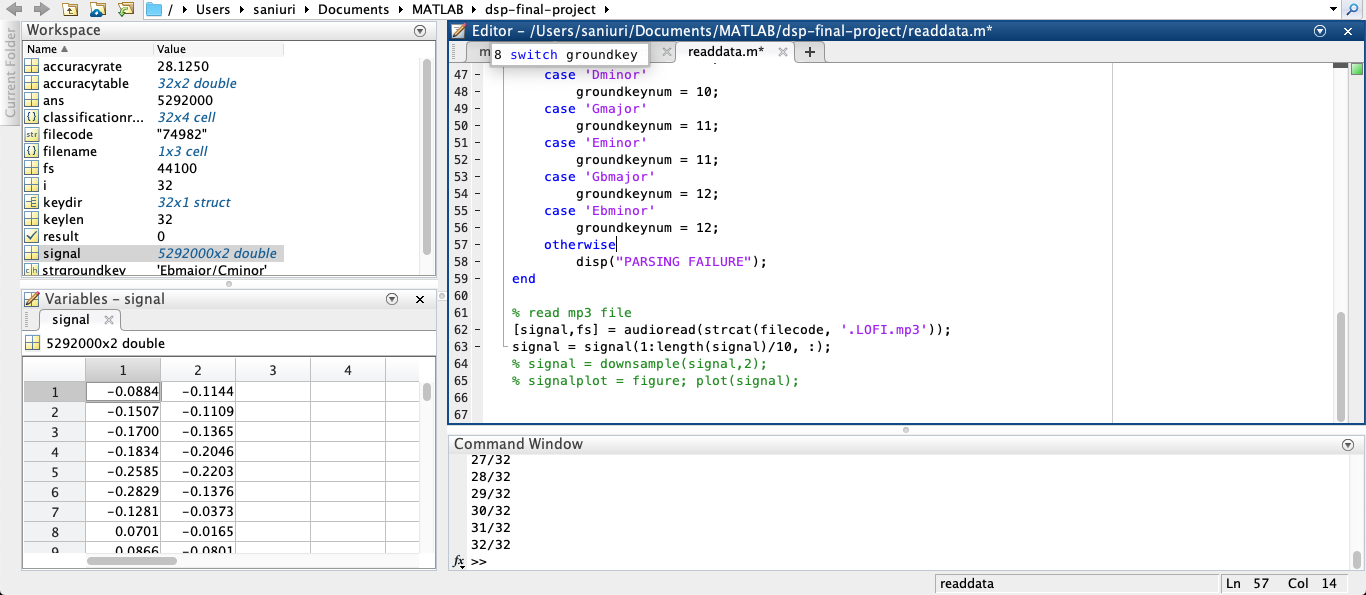 / ▸ Users ▸ saniuri ▸ Documents ▸ MATLAB ▸ dsp-final-project ▸
Current Folder
Workspace
Name Value
accuracyrate 28.1250
accuracytable 32x2 double
ans 5292000
classificationr... 32x4 cell
filecode "74982"
filename 1x3 cell
fs 44100
i 32
keydir 32x1 struct
keylen 32
result 0
signal 5292000x2 double
strgroundkey 'Ebmajor/Cminor'
Variables - signal
signal
5292000x2 double
1 2 3 4
1 -0.0884 -0.1144
2 -0.1507 -0.1109
3 -0.1700 -0.1365
4 -0.1834 -0.2046
5 -0.2585 -0.2203
6 -0.2829 -0.1376
7 -0.1281 -0.0373
8 0.0701 -0.0165
9 0.0866 -0.0801
Editor - /Users/saniuri/Documents/MATLAB/dsp-final-project/readdata.m*
m readdata.m* +
8 switch groundkey
47 - case 'Dminor'
48 - groundkeynum = 10;
49 - case 'Gmajor'
50 - groundkeynum = 11;
51 - case 'Eminor'
52 - groundkeynum = 11;
53 - case 'Gbmajor'
54 - groundkeynum = 12;
55 - case 'Ebminor'
56 - groundkeynum = 12;
57 - otherwise
58 - disp("PARSING FAILURE");
59 - end
60
61 % read mp3 file
62 - [signal,fs] = audioread(strcat(filecode, '.LOFI.mp3'));
63 - signal = signal(1:length(signal)/10, :);
64 % signal = downsample(signal,2);
65 % signalplot = figure; plot(signal);
66
67
Command Window
27/32
28/32
29/32
30/32
31/32
32/32
fx >>
readdata Ln 57 Col 14